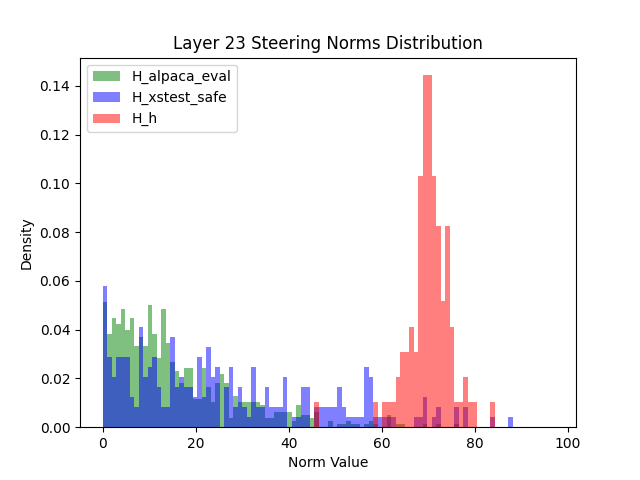 Layer 23 Steering Norms Distribution
H_alpaca_eval
H_xstest_safe
H_h
Density
0.14
0.12
0.10
0.08
0.06
0.04
0.02
0.00
0 20 40 60 80 100
Norm Value